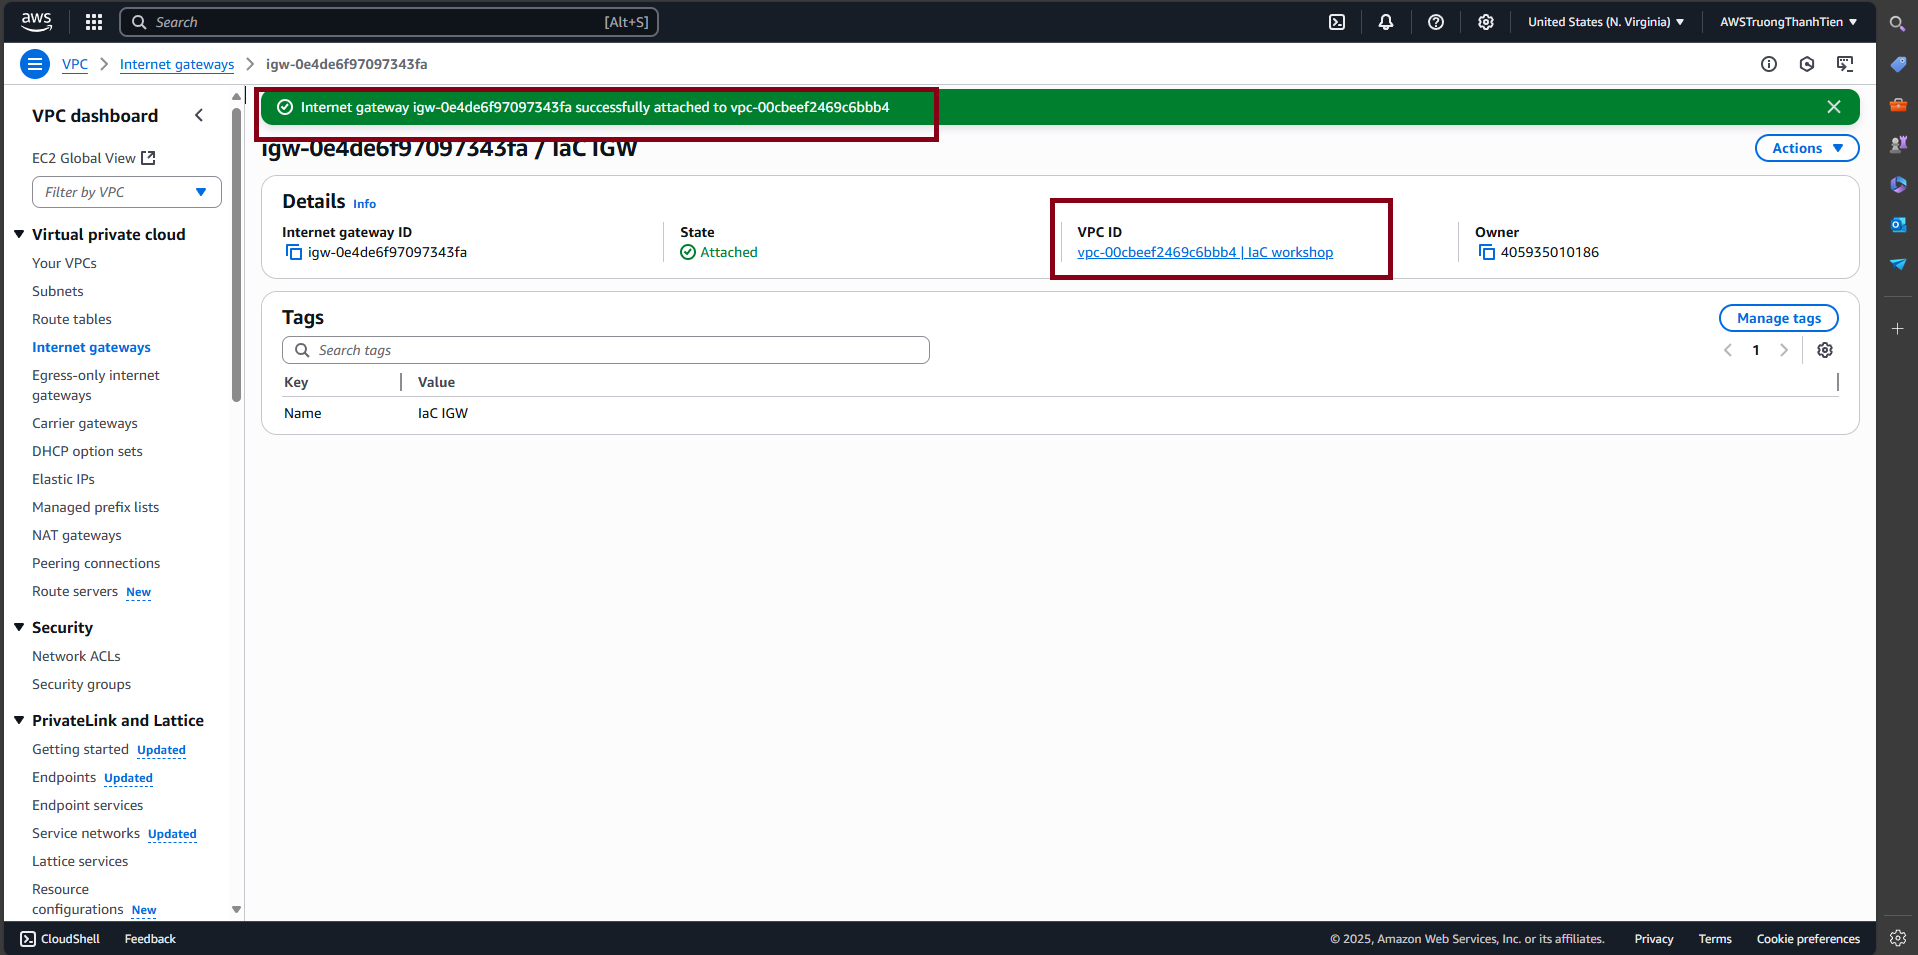 aws
Search [Alt+S]
United States (N. Virginia)
AWSTruongThanhTien
VPC
Internet gateways
igw-0e4de6f97097343fa
VPC dashboard
EC2 Global View
Filter by VPC
Virtual private cloud
Your VPCs
Subnets
Route tables
Internet gateways
Egress-only internet
gateways
Carrier gateways
DHCP option sets
Elastic IPs
Managed prefix lists
NAT gateways
Peering connections
Route servers New
Security
Network ACLs
Security groups
PrivateLink and Lattice
Getting started Updated
Endpoints Updated
Endpoint services
Service networks Updated
Lattice services
Resource
configurations New
Internet gateway igw-0e4de6f97097343fa successfully attached to vpc-00cbeef2469c6bbb4
igw-0e4de6f97097343fa / IaC IGW
Actions
Details Info
Internet gateway ID
igw-0e4de6f97097343fa
State
Attached
VPC ID
vpc-00cbeef2469c6bbb4 | IaC workshop
Owner
405935010186
Tags
Manage tags
Search tags
1
Key Value
Name IaC IGW
CloudShell Feedback
© 2025, Amazon Web Services, Inc. or its affiliates. Privacy Terms Cookie preferences